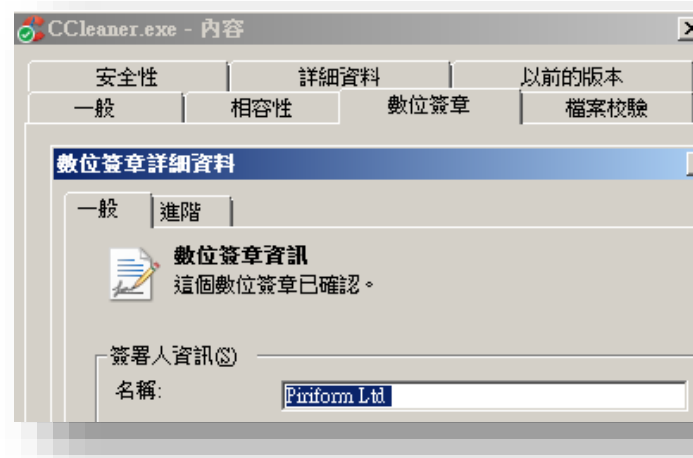 CCleaner.exe - 內容
安全性 詳細資料 以前的版本
一般 相容性 數位簽章 檔案校驗
數位簽章詳細資料
一般 進階
數位簽章資訊
這個數位簽章已確認。
簽署人資訊(S)
名稱: Piriform Ltd